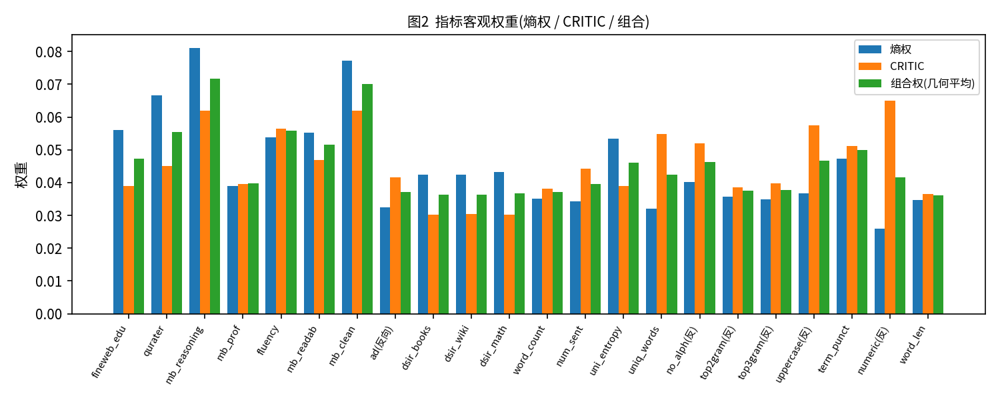 图2 指标客观权重(熵权 / CRITIC / 组合)
熵权
CRITIC
组合权(几何平均)
权重
0.08
0.07
0.06
0.05
0.04
0.03
0.02
0.01
0.00
fineweb_edu
qurater
mb_reasoning
mb_prof
fluency
mb_readab
mb_clean
ad(反向)
dsir_books
dsir_wiki
dsir_math
word_count
num_sent
uni_entropy
uniq_words
no_alph(反)
top2gram(反)
top3gram(反)
uppercase(反)
term_punct
numeric(反)
word_len